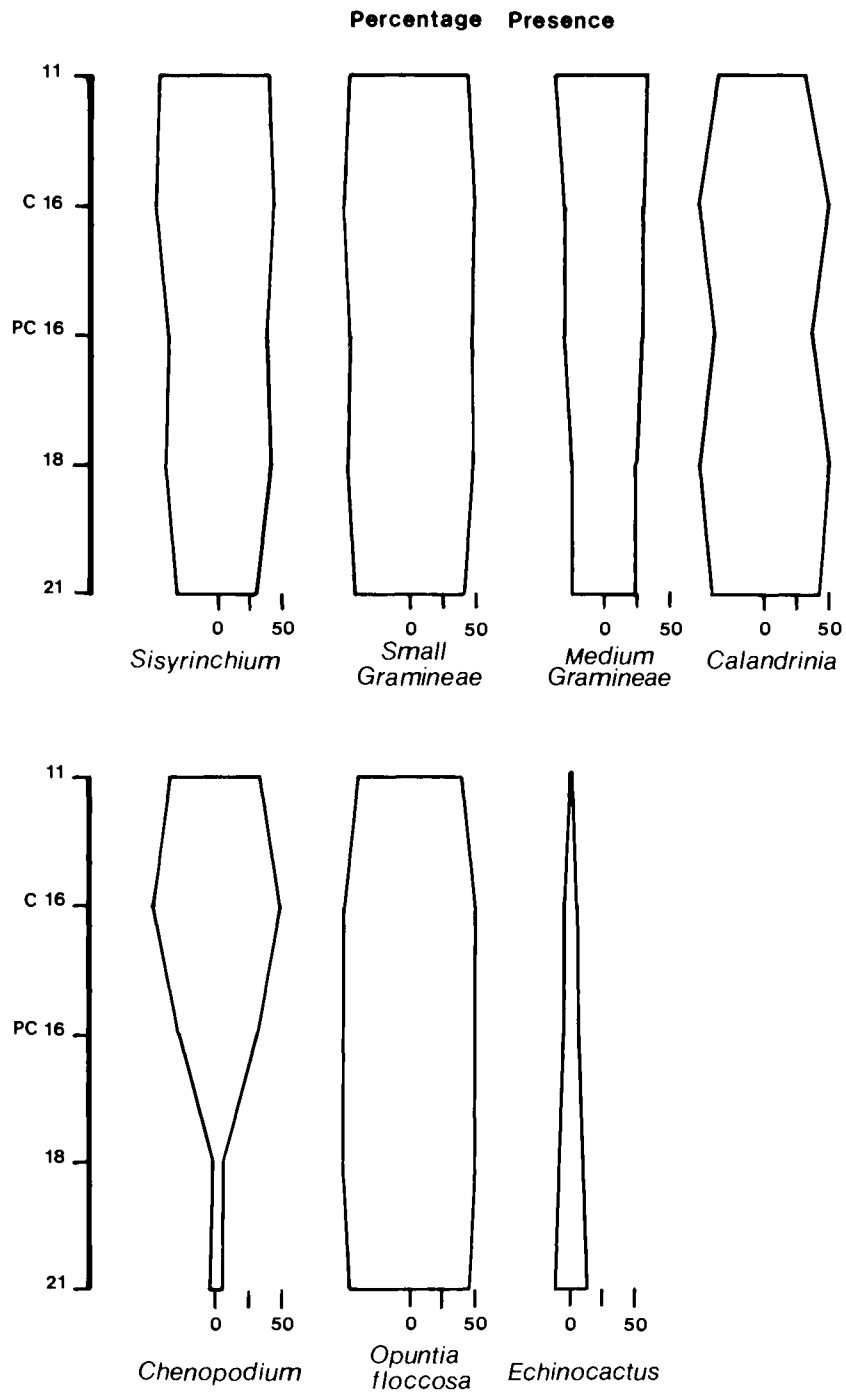 Percentage Presence
11
C 16
PC 16
18
21
0 50
0 50
0 50
0 50
Sisyrinchium
Small
Gramineae
Medium
Gramineae
Calandrinia
11
C 16
PC 16
18
21
0 50
0 50
0 50
Chenopodium
Opuntia
floccosa
Echinocactus